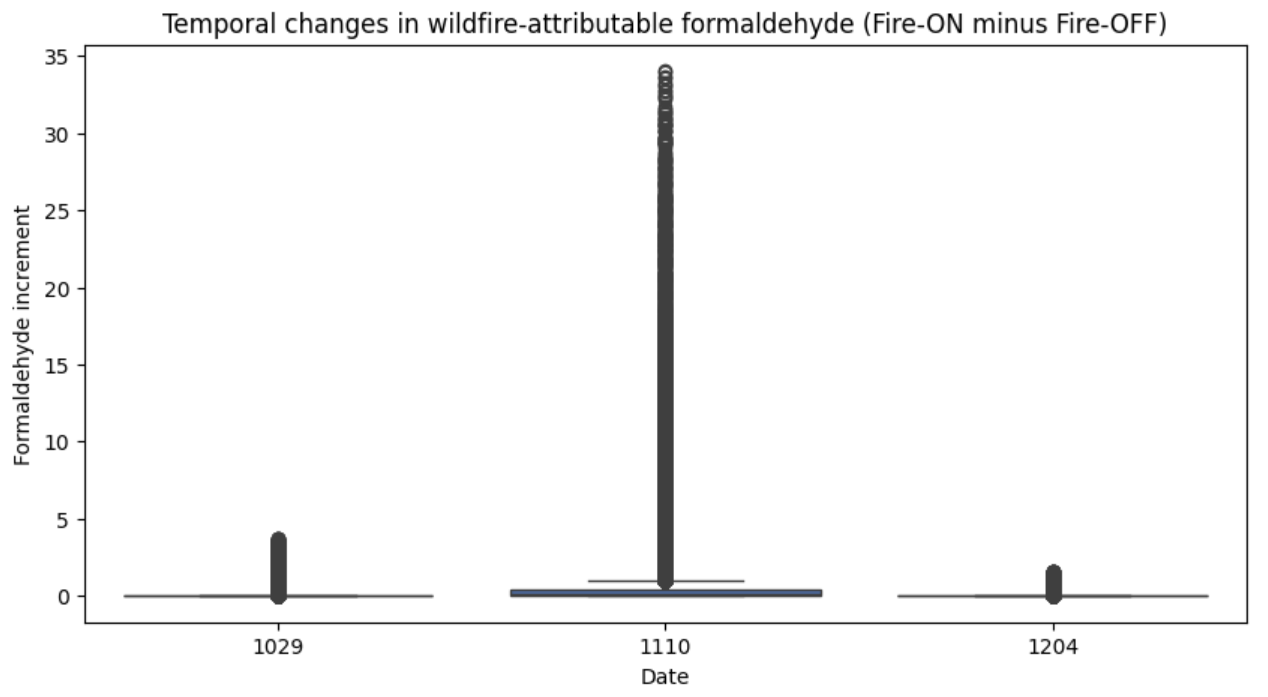 Temporal changes in wildfire-attributable formaldehyde (Fire-ON minus Fire-OFF)
35
30
25
20
15
10
5
0
Formaldehyde increment
1029 1110 1204
Date